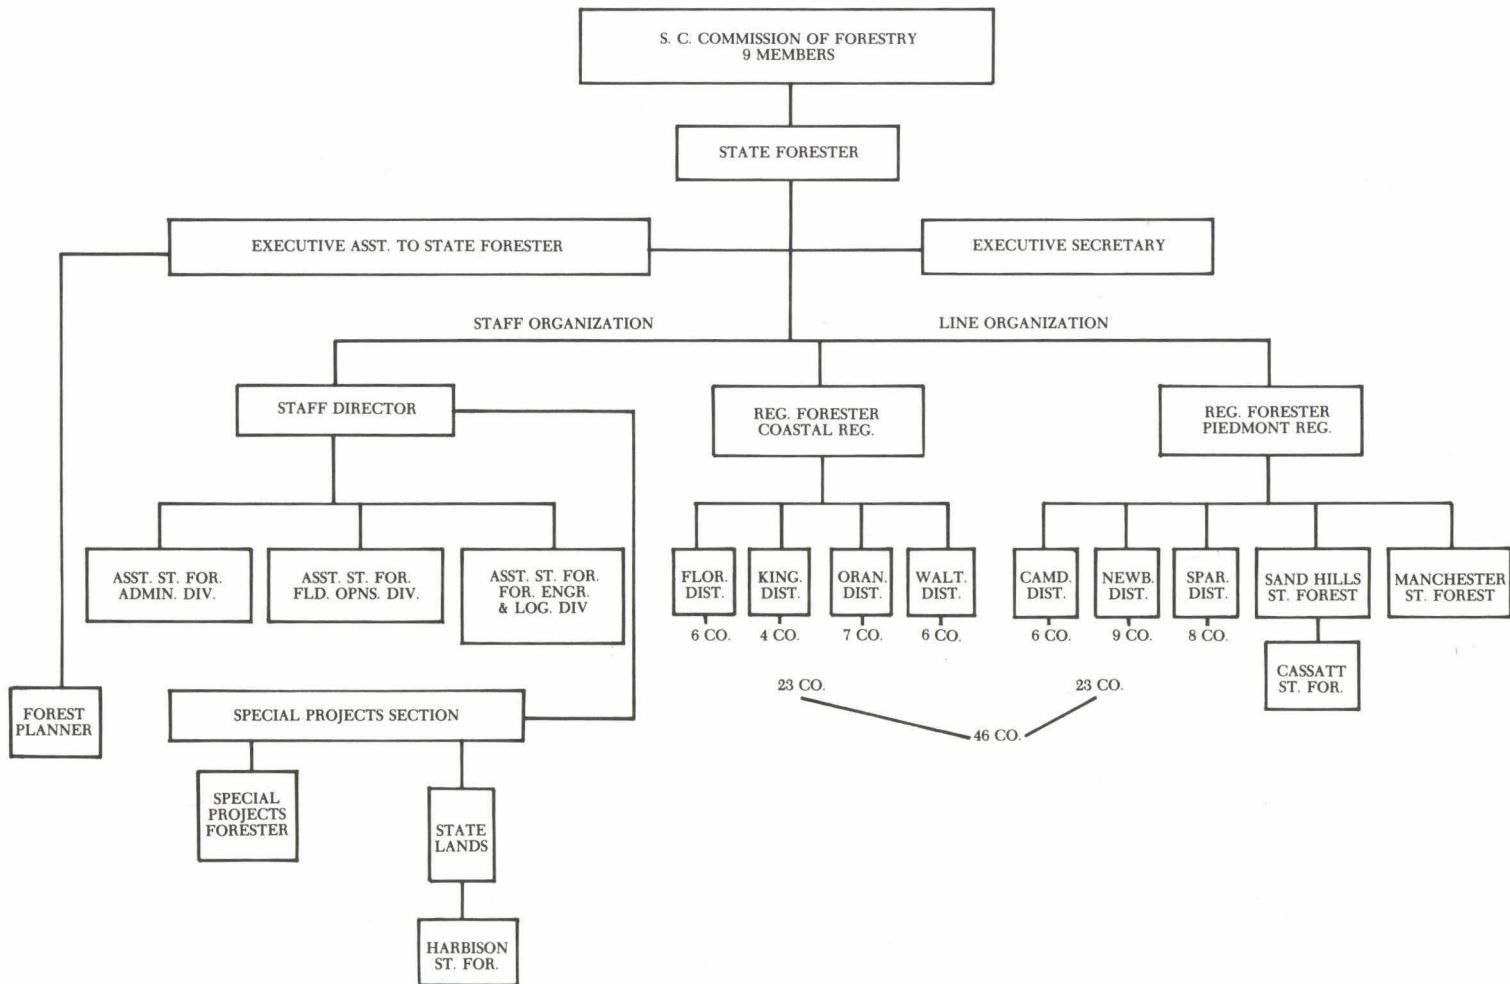 S. C. COMMISSION OF FORESTRY
9 MEMBERS
STATE FORESTER
EXECUTIVE ASST. TO STATE FORESTER
EXECUTIVE SECRETARY
STAFF ORGANIZATION
LINE ORGANIZATION
STAFF DIRECTOR
REG. FORESTER
COASTAL REG.
REG. FORESTER
PIEDMONT REG.
ASST. ST. FOR.
ADMIN. DIV.
ASST. ST. FOR.
FLD. OPNS. DIV.
ASST. ST. FOR.
FOR. ENGR.
& LOG. DIV
FLOR.
DIST.
KING.
DIST.
ORAN.
DIST.
WALT.
DIST.
CAMD.
DIST.
NEWB.
DIST.
SPAR.
DIST.
SAND HILLS
ST. FOREST
MANCHESTER
ST. FOREST
6 CO.
4 CO.
7 CO.
6 CO.
6 CO.
9 CO.
8 CO.
CASSATT
ST. FOR.
23 CO.
23 CO.
46 CO.
FOREST
PLANNER
SPECIAL PROJECTS SECTION
SPECIAL
PROJECTS
FORESTER
STATE
LANDS
HARBISON
ST. FOR.